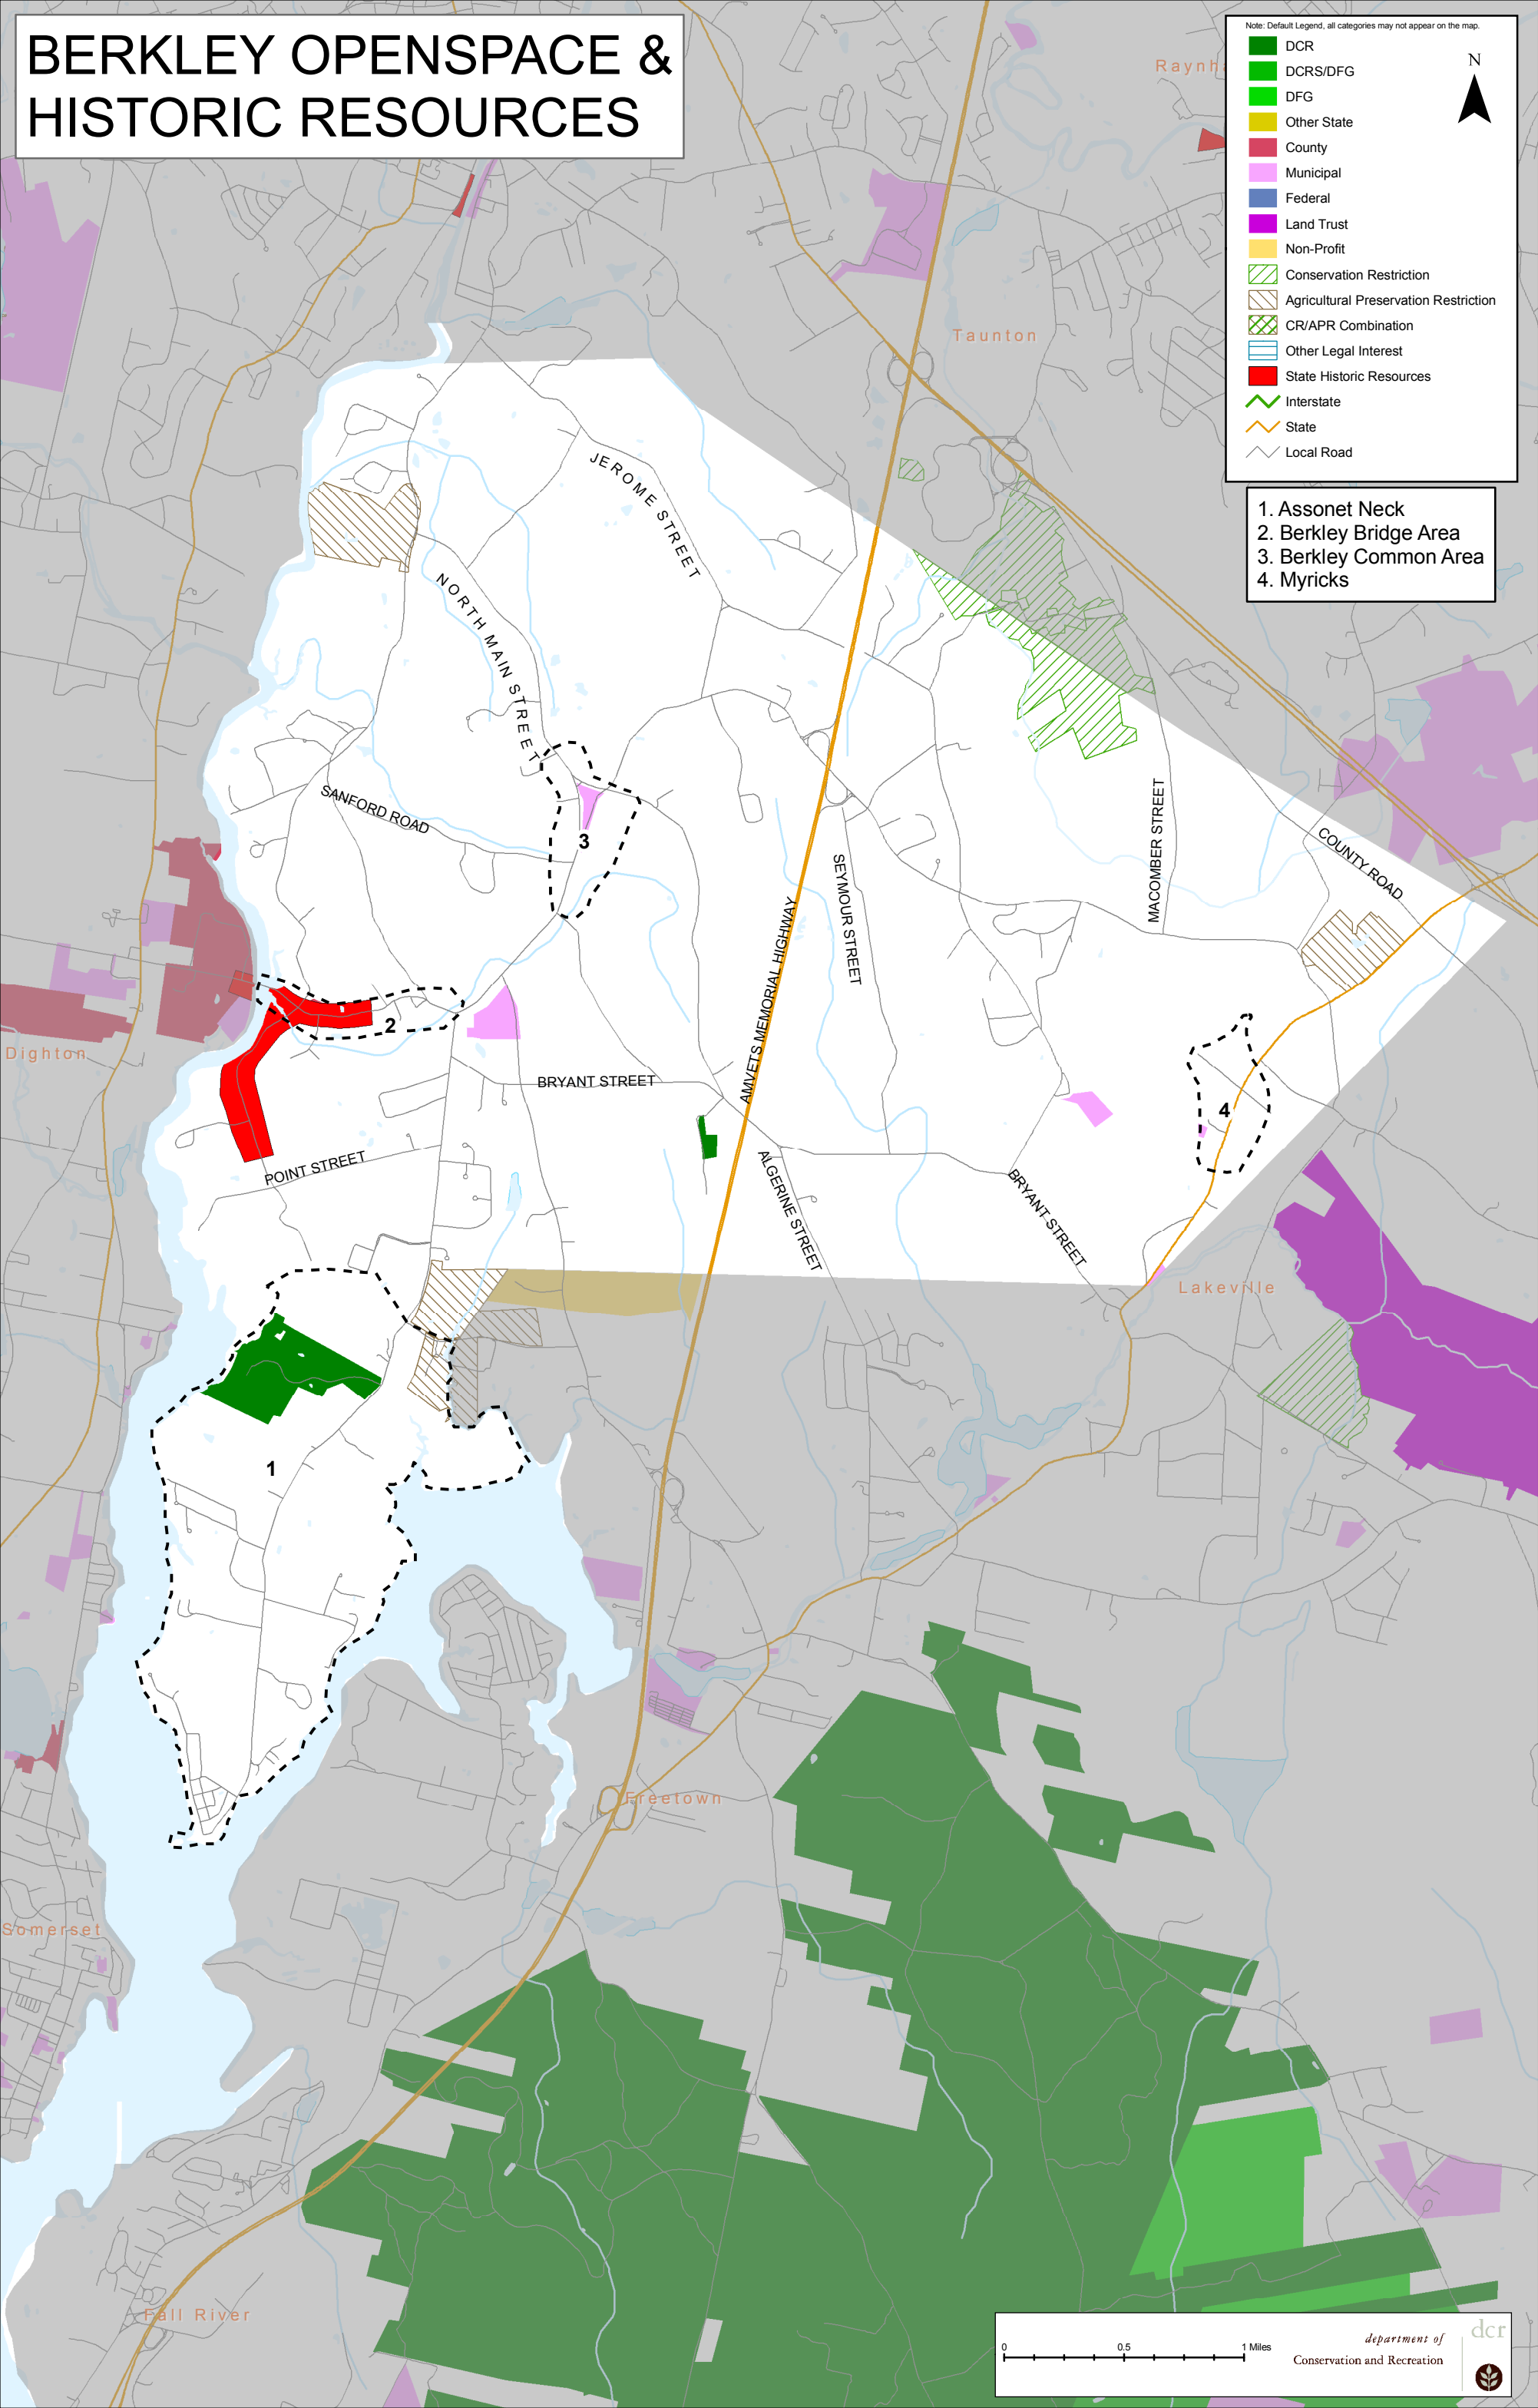 BERKLEY OPENSPACE &
HISTORIC RESOURCES
Note: Default Legend, all categories may not appear on the map.
DCR
DCRS/DFG
DFG
Other State
County
Municipal
Federal
Land Trust
Non-Profit
Conservation Restriction
Agricultural Preservation Restriction
CR/APR Combination
Other Legal Interest
State Historic Resources
Interstate
State
Local Road
N
1. Assonet Neck
2. Berkley Bridge Area
3. Berkley Common Area
4. Myricks
Taunton
JEROME STREET
NORTH MAIN STREET
SANFORD ROAD
3
MACOMBER STREET
COUNTY ROAD
SEYMOUR STREET
AMVETS MEMORIAL HIGHWAY
2
Dighton
BRYANT STREET
4
POINT STREET
ALGERINE STREET
BRYANT STREET
Lakeville
1
Freetown
Somerset
Fall River
0 0.5 1 Miles
department of
Conservation and Recreation
dcr